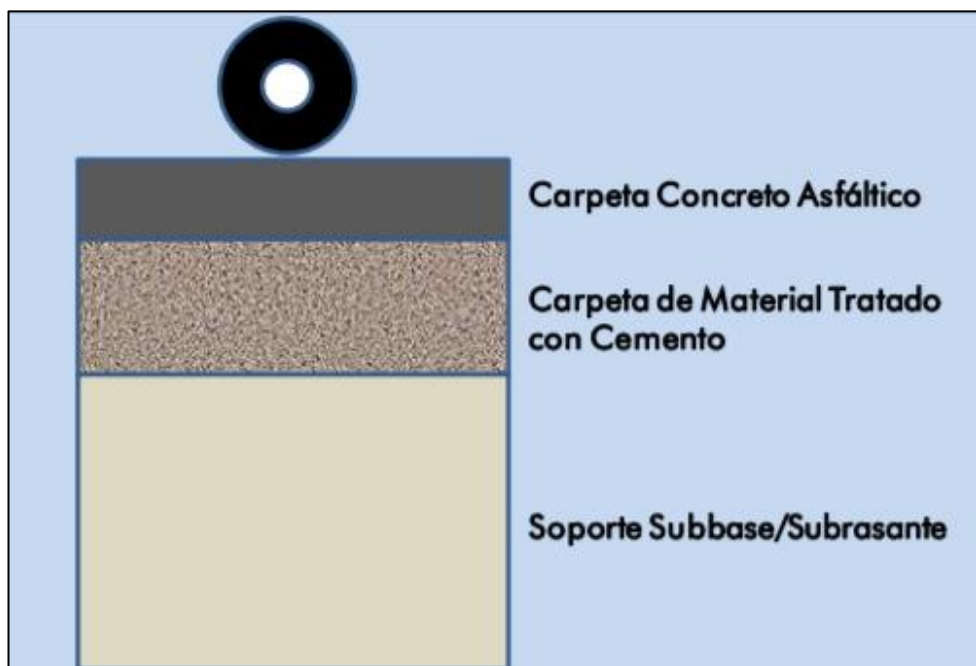 Carpeta Concreto Asfáltico
Carpeta de Material Tratado
con Cemento
Soporte Subbase/Subrasante